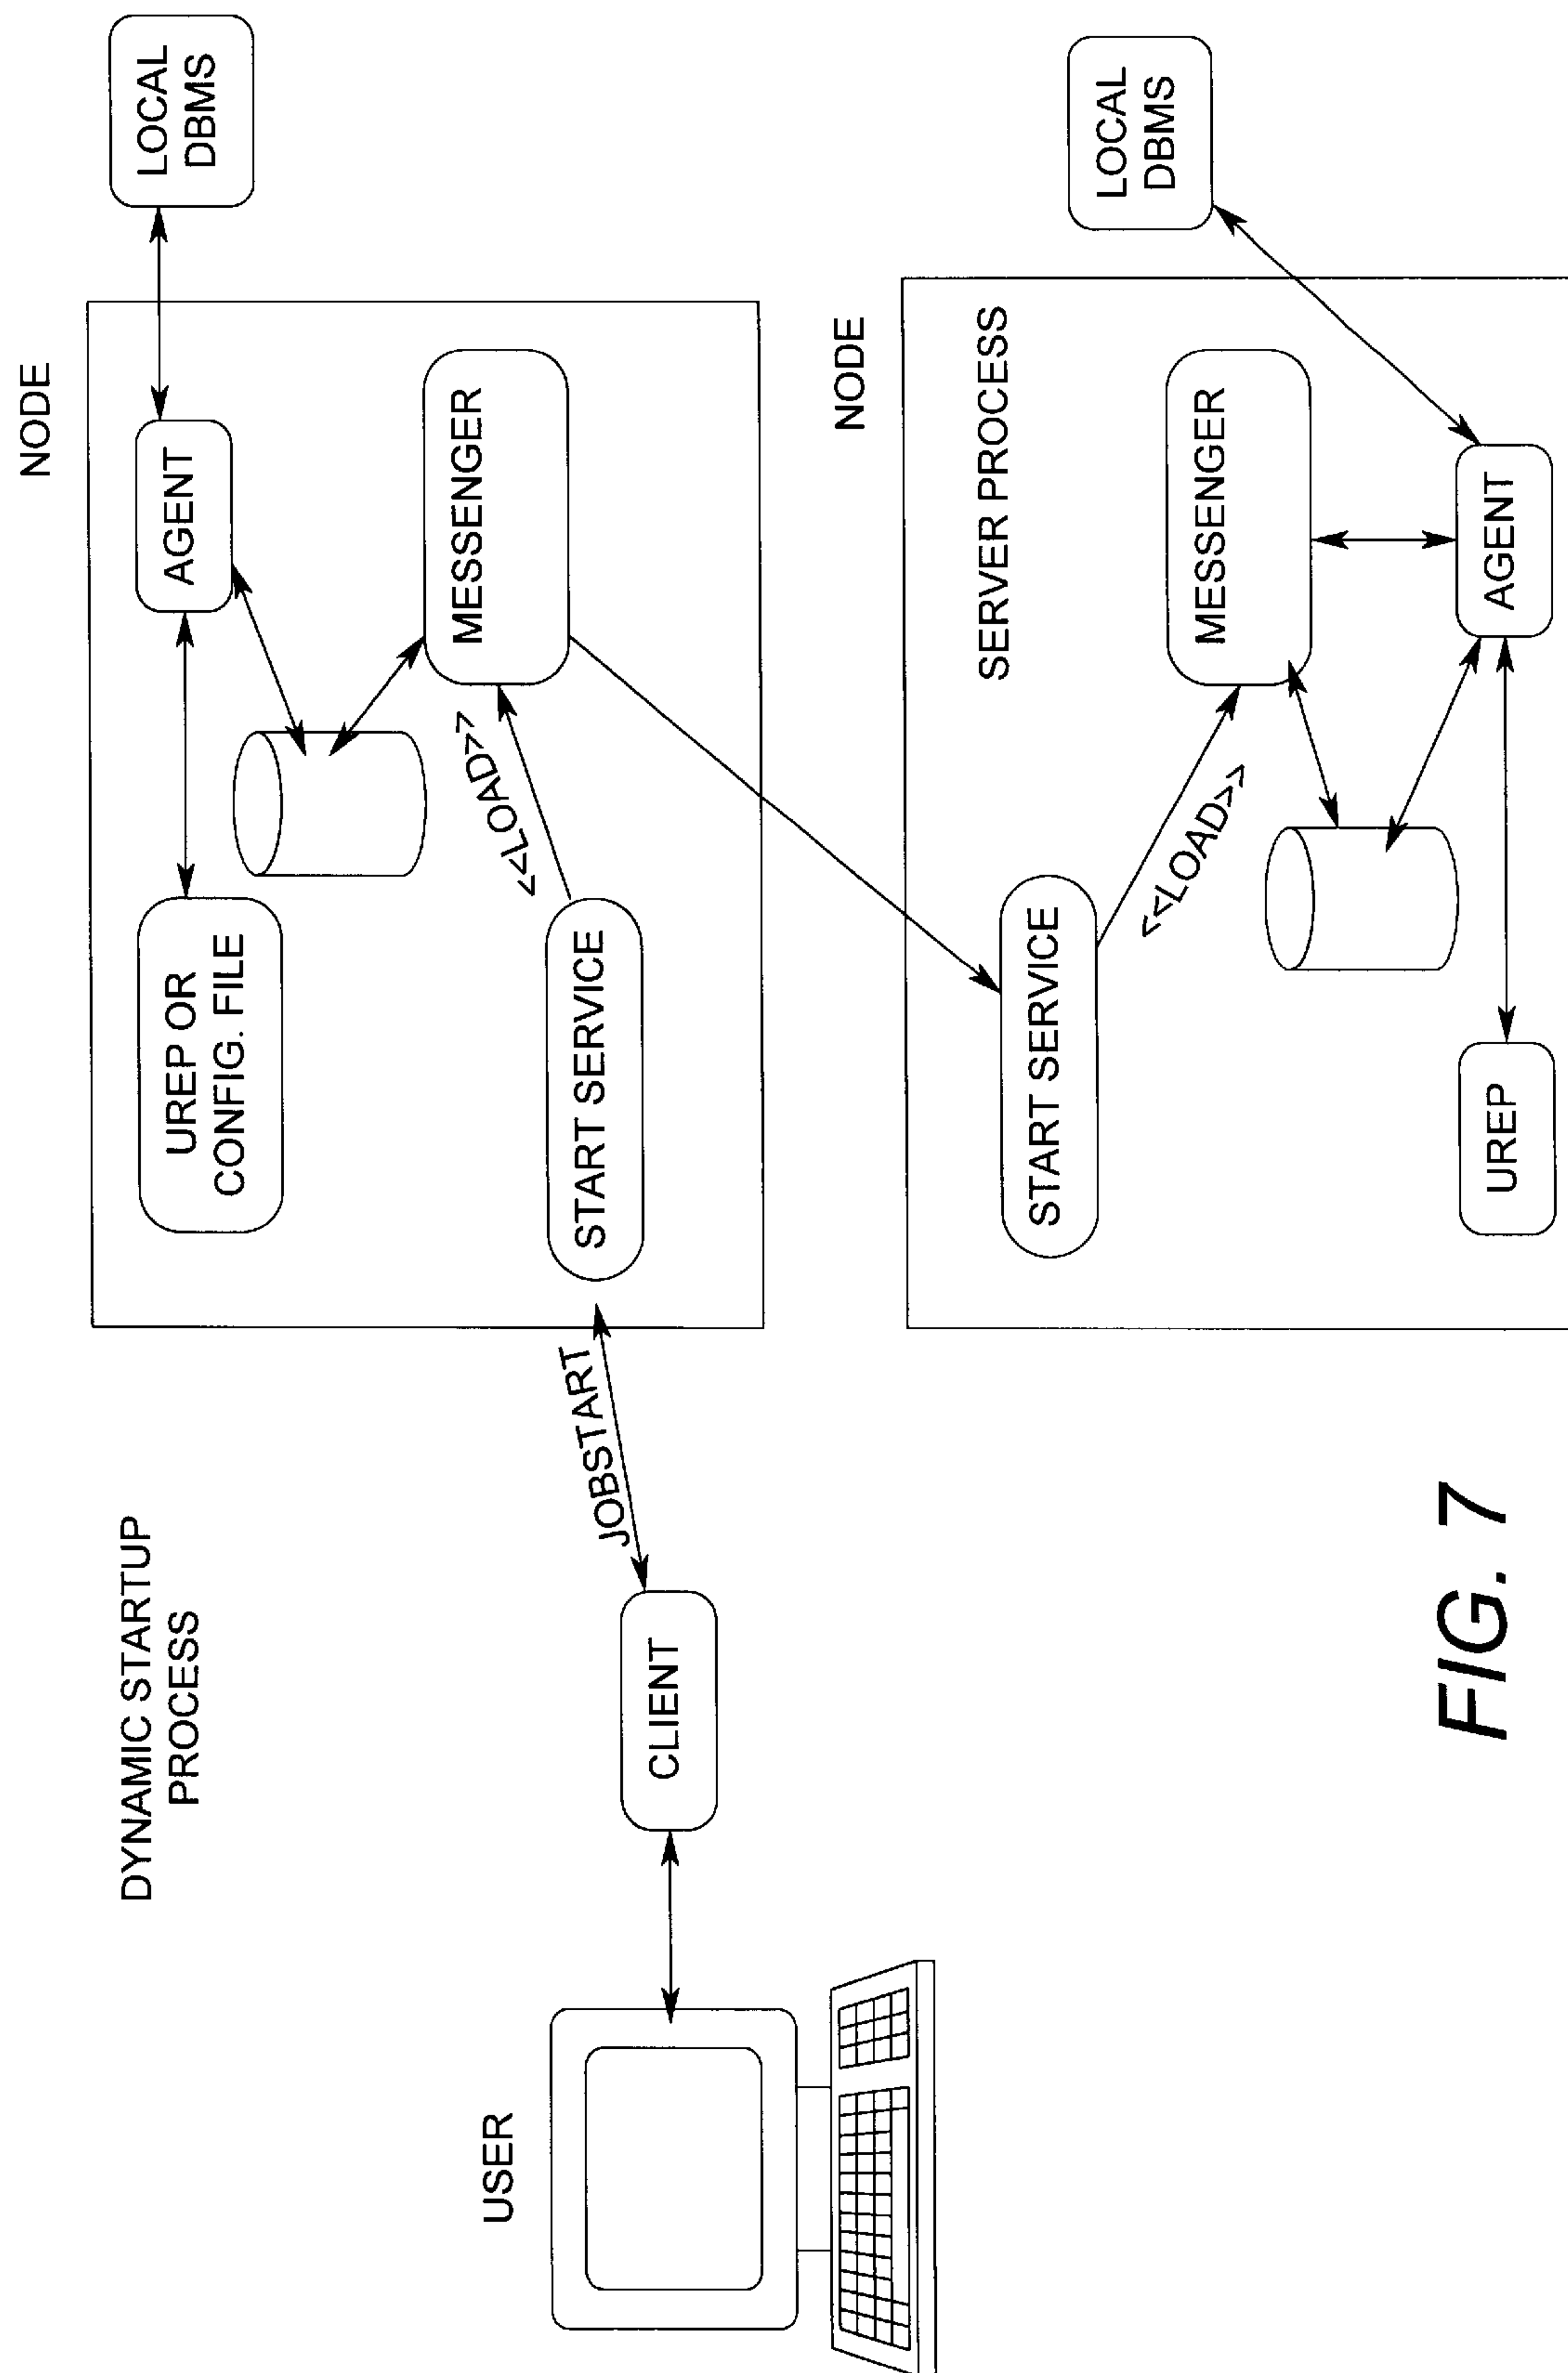 DYNAMIC STARTUP
PROCESS
USER
CLIENT
JOBSTART
NODE
UREP OR
CONFIG. FILE
AGENT
LOCAL
DBMS
START SERVICE
<<LOAD>>
MESSENGER
NODE
SERVER PROCESS
START SERVICE
<<LOAD>>
MESSENGER
LOCAL
DBMS
UREP
AGENT
FIG. 7